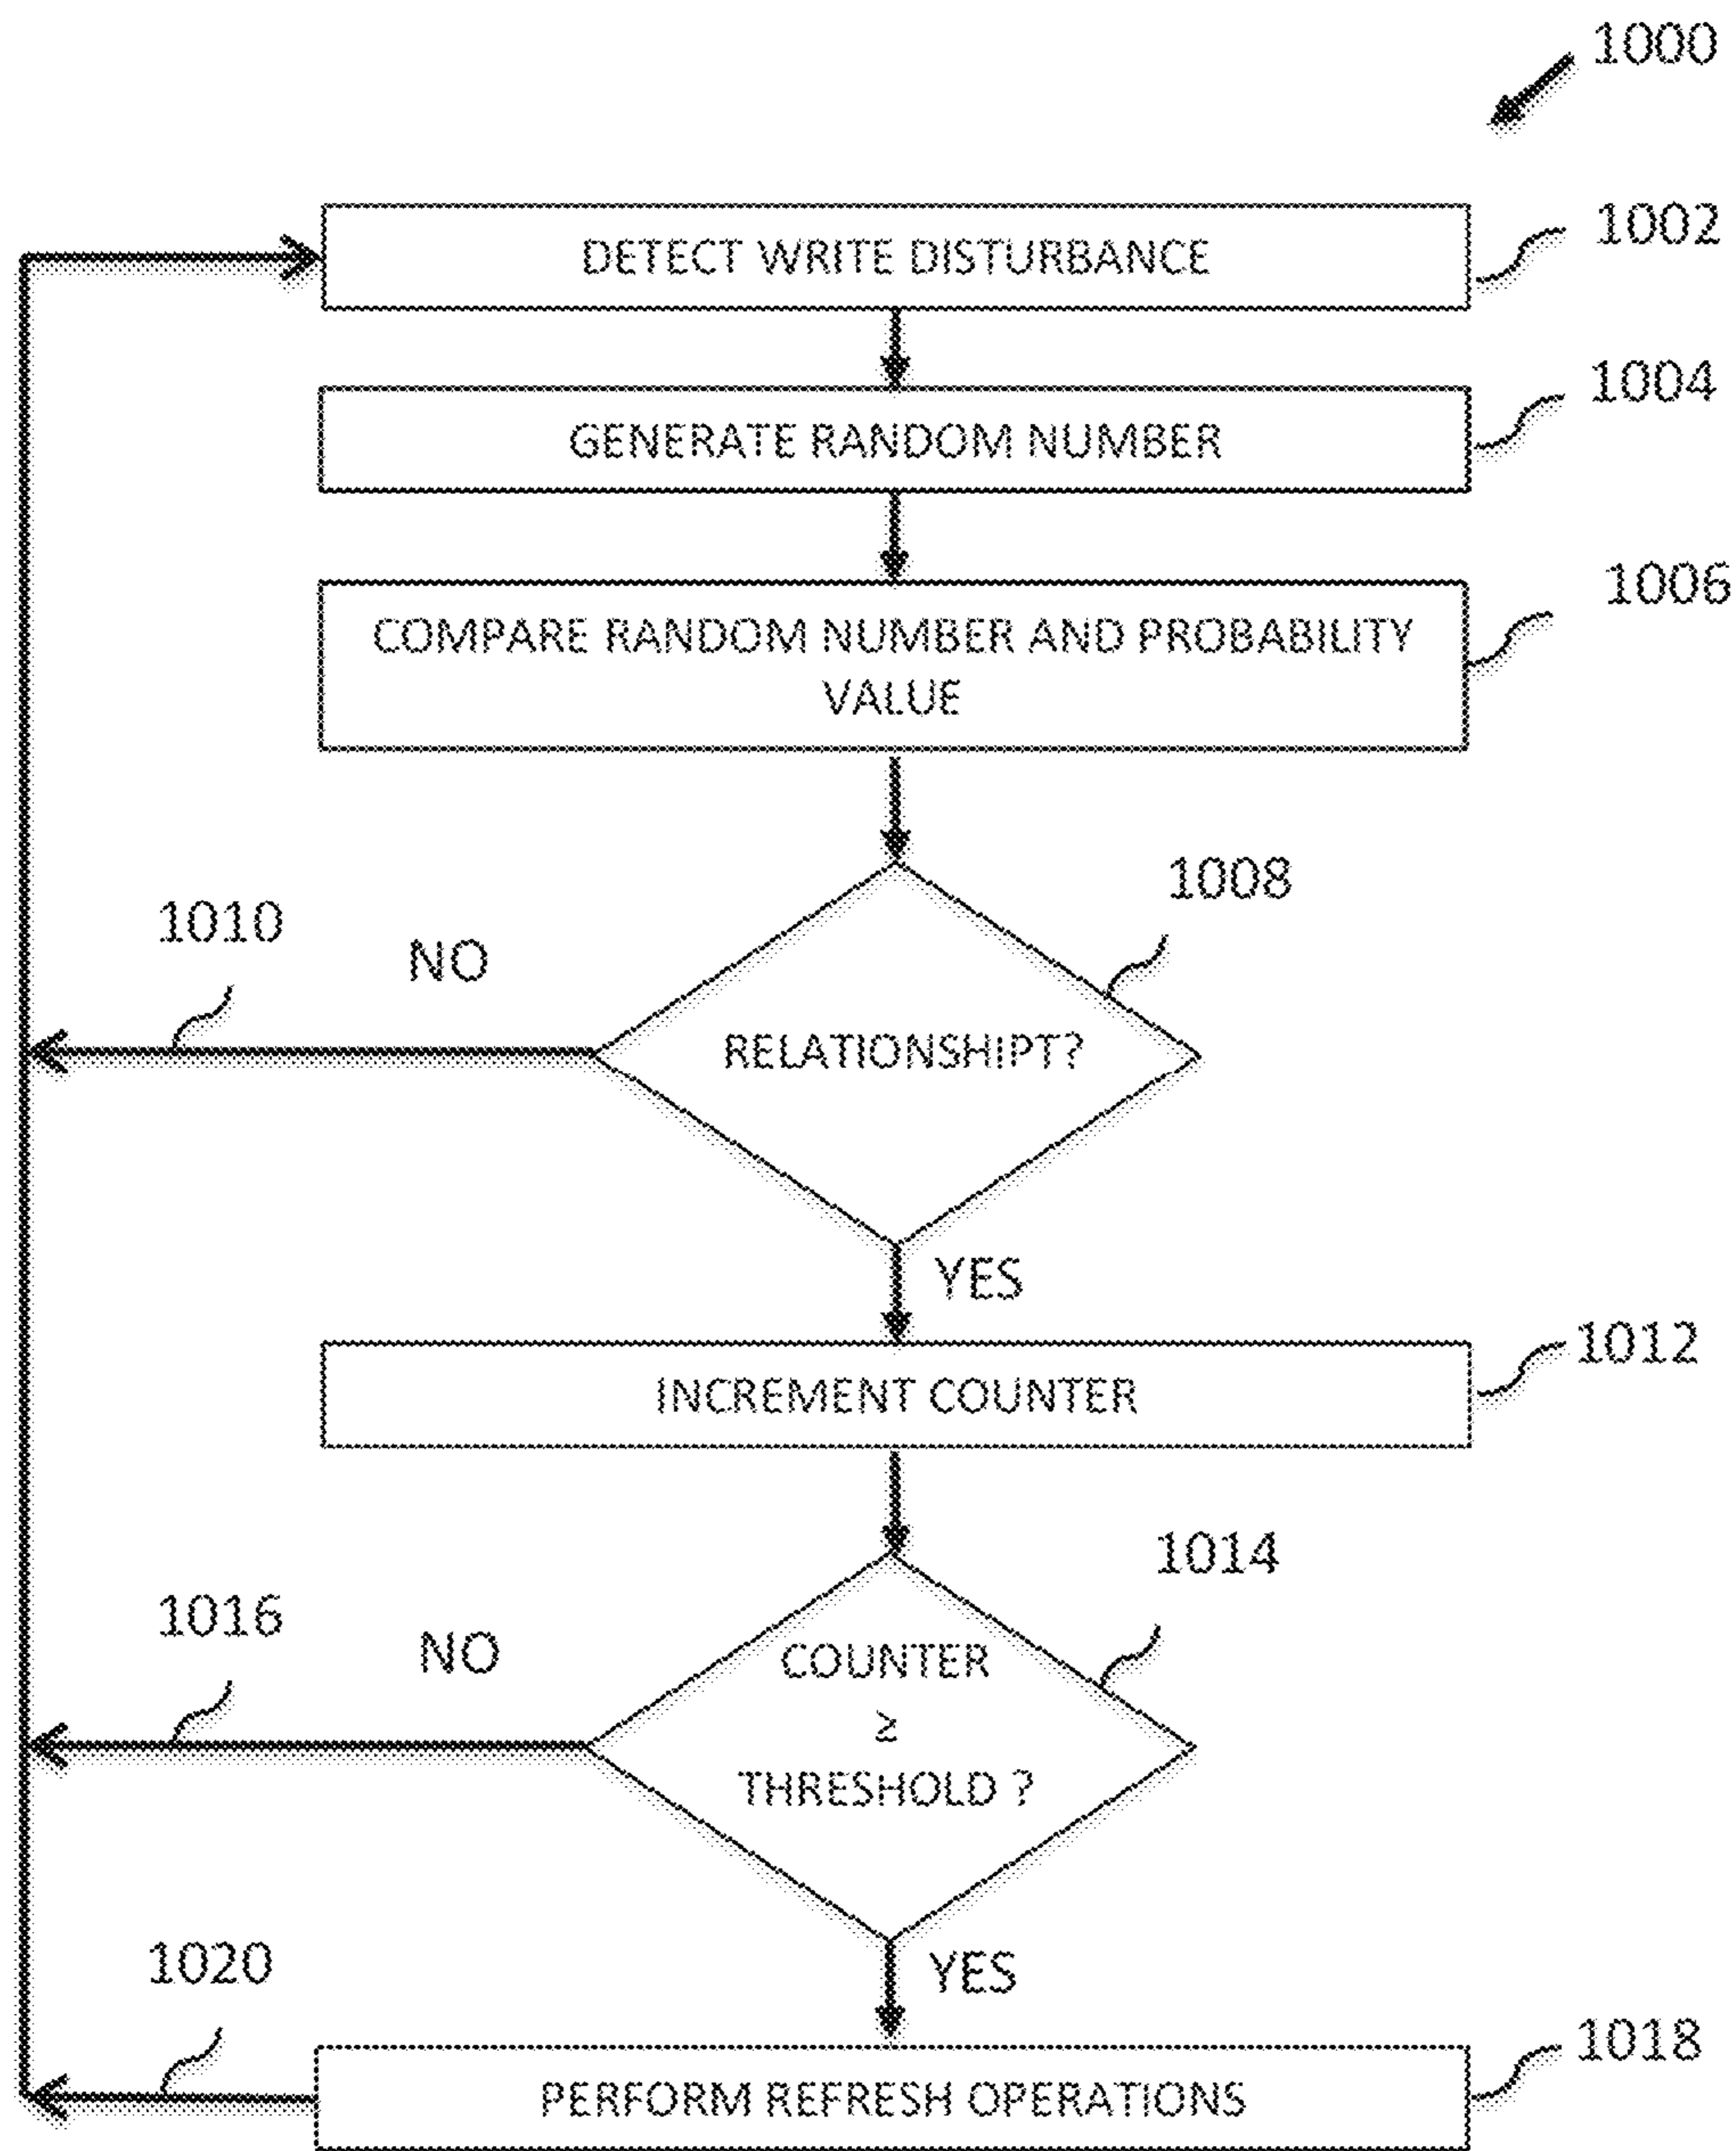 1000
DETECT WRITE DISTURBANCE
1002
GENERATE RANDOM NUMBER
1004
COMPARE RANDOM NUMBER AND PROBABILITY
VALUE
1006
1008
1010
NO
RELATIONSHIPT?
YES
INCREMENT COUNTER
1012
1014
1016
NO
COUNTER
≥
THRESHOLD ?
YES
1020
PERFORM REFRESH OPERATIONS
1018